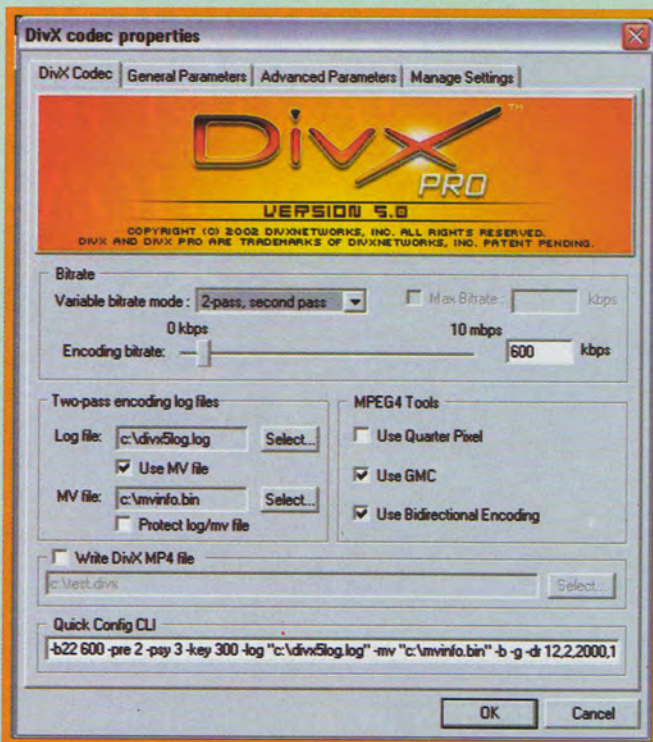 DivX codec properties
DivX Codec General Parameters Advanced Parameters Manage Settings
DivX™
PRO
VERSION 5.0
COPYRIGHT (C) 2002 DIVXNETWORKS, INC. ALL RIGHTS RESERVED.
DIVX AND DIVX PRO ARE TRADEMARKS OF DIVXNETWORKS, INC. PATENT PENDING.
Bitrate
Variable bitrate mode : 2-pass, second pass Max Bitrate : kbps
0 kbps 10 mbps
Encoding bitrate: 600 kbps
Two-pass encoding log files
Log file: c:\divx5log.log Select...
Use MV file
MV file: c:\mvinfo.bin Select...
Protect log/mv file
MPEG4 Tools
Use Quarter Pixel
Use GMC
Use Bidirectional Encoding
Write DivX MP4 file
c:\test.divx Select...
Quick Config CLI
-b22 600 -pre 2 -psy 3 -key 300 -log "c:\divx5log.log" -mv "c:\mvinfo.bin" -b -g -dr 12,2,2000,1
OK Cancel